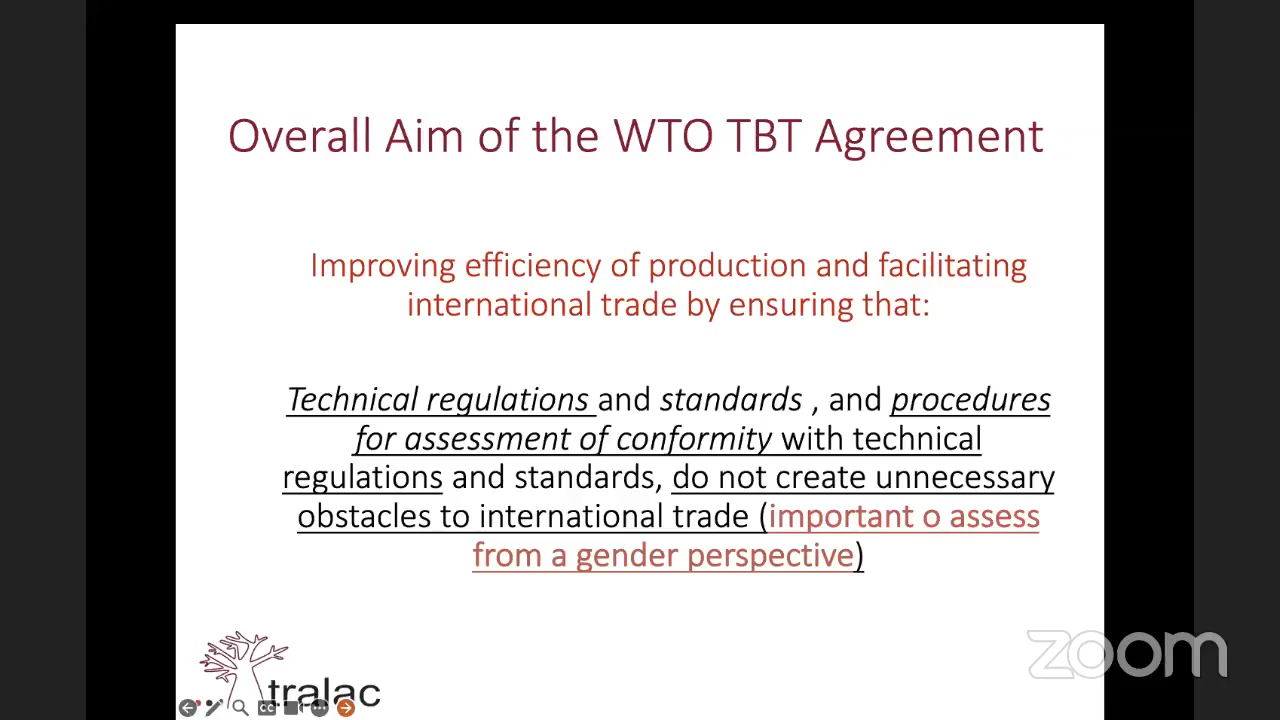 Overall Aim of the WTO TBT Agreement
Improving efficiency of production and facilitating
international trade by ensuring that:
Technical regulations and standards , and procedures
for assessment of conformity with technical
regulations and standards, do not create unnecessary
obstacles to international trade (important o assess
from a gender perspective)
tralac
CC
zoom